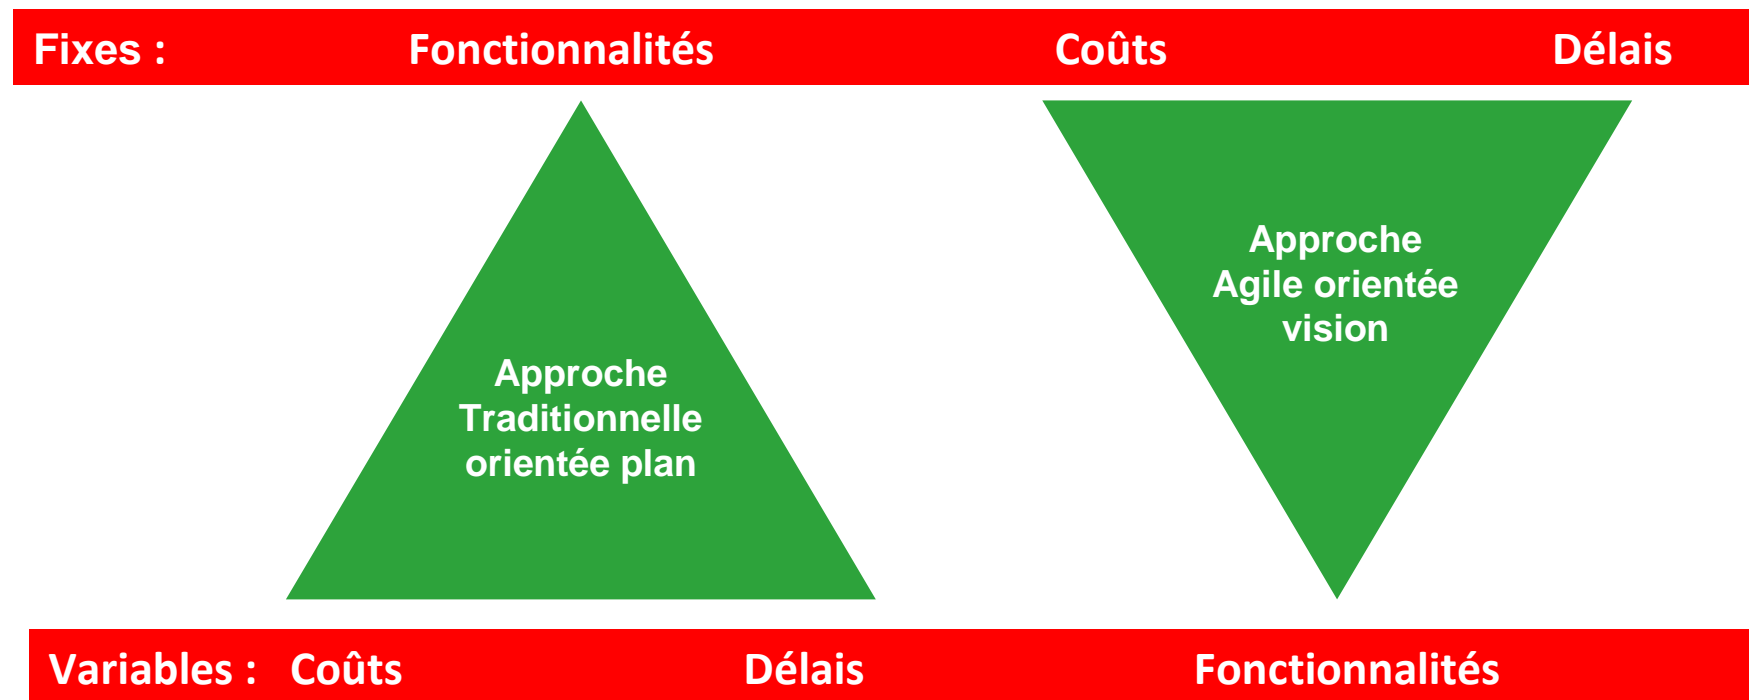 Fixes : Fonctionnalités Coûts Délais
Approche
Agile orientée
vision
Approche
Traditionnelle
orientée plan
Variables : Coûts Délais Fonctionnalités